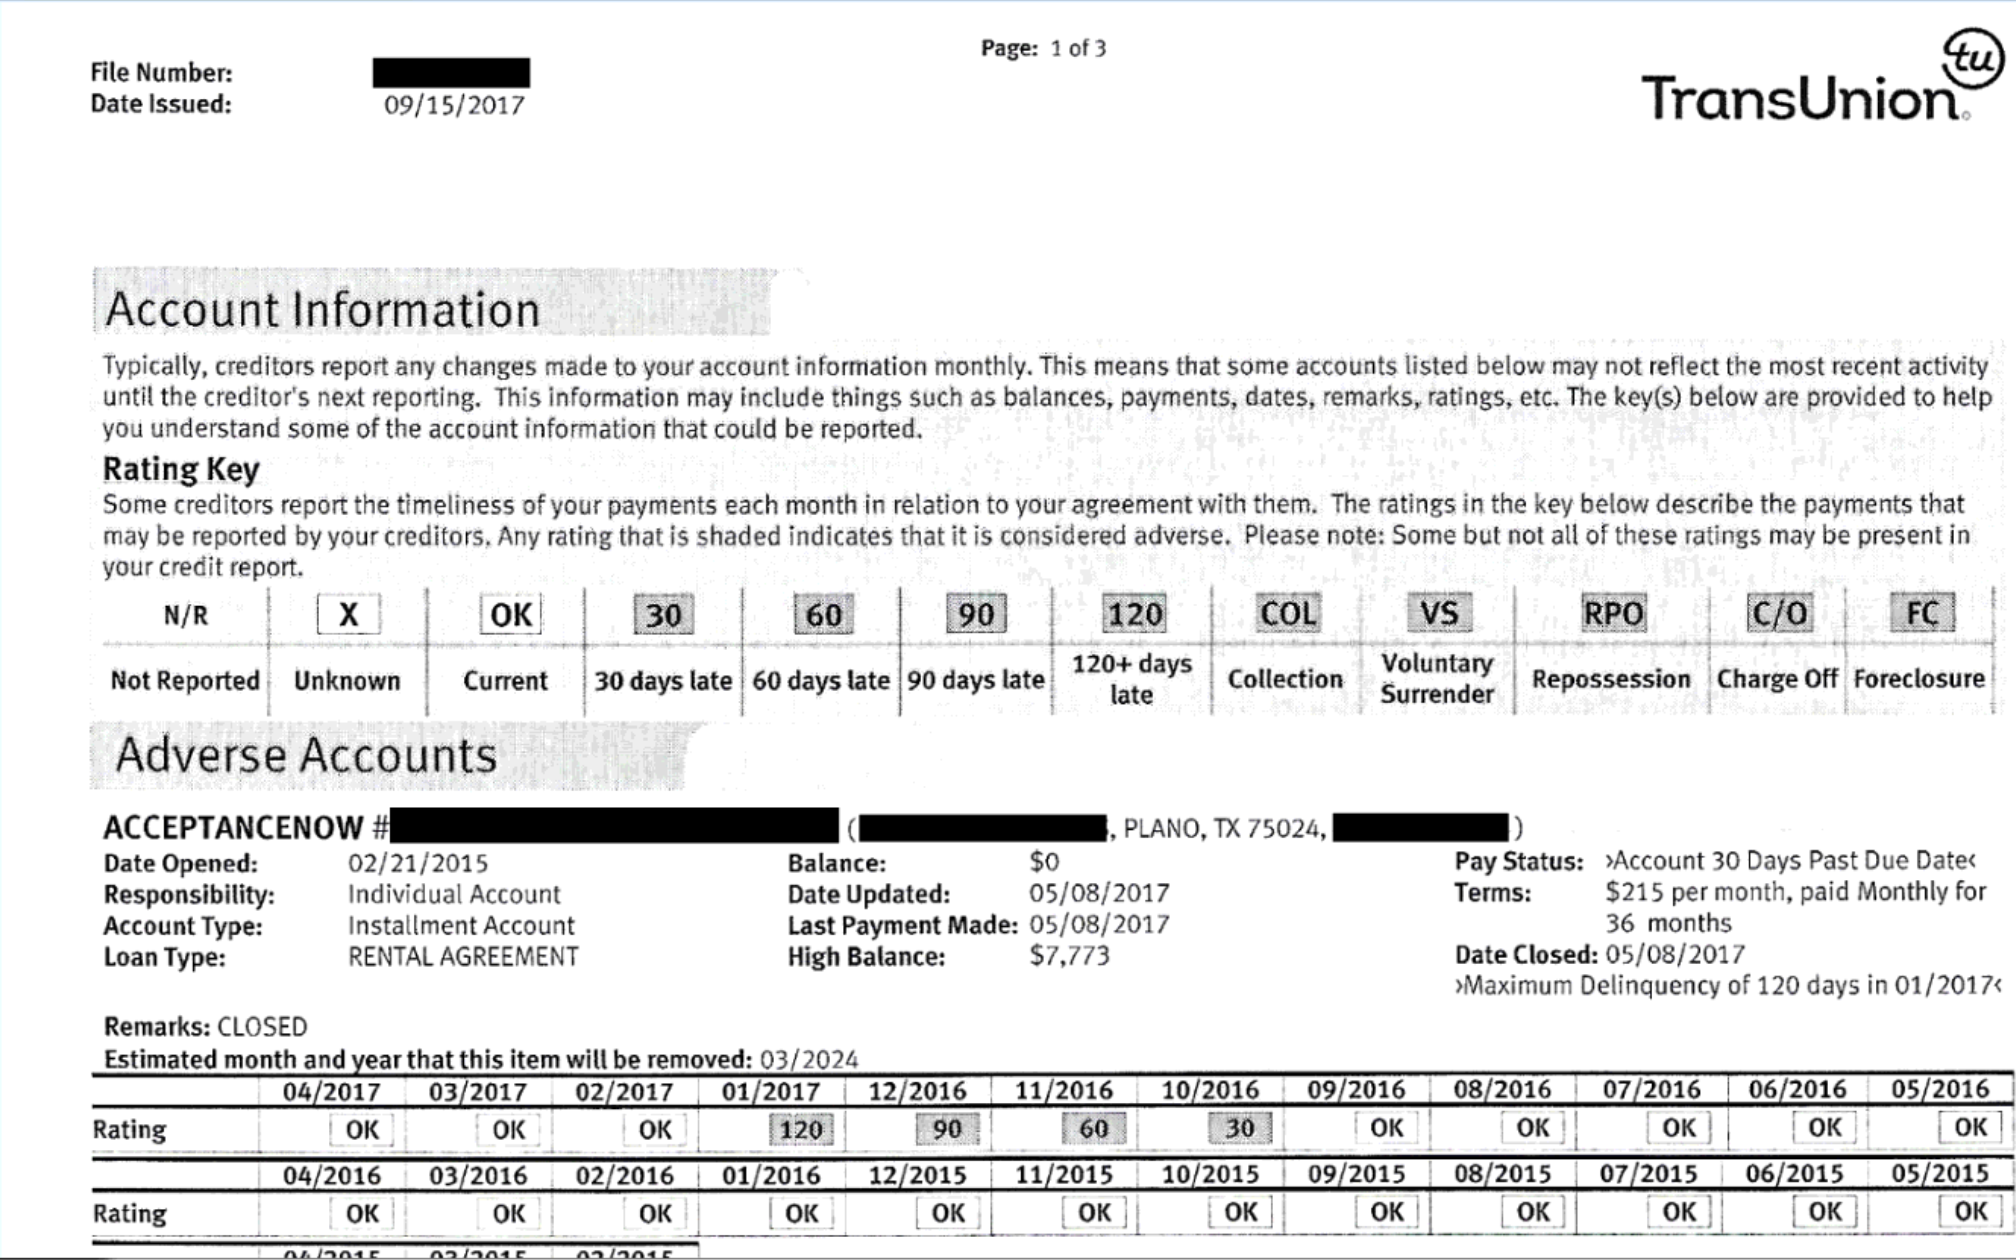 Page: 1 of 3
File Number:
Date Issued: 09/15/2017
tu
TransUnion
Account Information
Typically, creditors report any changes made to your account information monthly. This means that some accounts listed below may not reflect the most recent activity
until the creditor's next reporting. This information may include things such as balances, payments, dates, remarks, ratings, etc. The key(s) below are provided to help
you understand some of the account information that could be reported.
Rating Key
Some creditors report the timeliness of your payments each month in relation to your agreement with them. The ratings in the key below describe the payments that
may be reported by your creditors. Any rating that is shaded indicates that it is considered adverse. Please note: Some but not all of these ratings may be present in
your credit report.
N/R X OK 30 60 90 120 COL VS RPO C/O FC
Not Reported Unknown Current 30 days late 60 days late 90 days late 120+ days late Collection Voluntary Surrender Repossession Charge Off Foreclosure
Adverse Accounts
ACCEPTANCENOW # ( , PLANO, TX 75024, )
Date Opened: 02/21/2015 Balance: $0 Pay Status: ›Account 30 Days Past Due Date‹
Responsibility: Individual Account Date Updated: 05/08/2017 Terms: $215 per month, paid Monthly for
Account Type: Installment Account Last Payment Made: 05/08/2017 36 months
Loan Type: RENTAL AGREEMENT High Balance: $7,773 Date Closed: 05/08/2017
›Maximum Delinquency of 120 days in 01/2017‹
Remarks: CLOSED
Estimated month and year that this item will be removed: 03/2024
04/2017 03/2017 02/2017 01/2017 12/2016 11/2016 10/2016 09/2016 08/2016 07/2016 06/2016 05/2016
Rating OK OK OK 120 90 60 30 OK OK OK OK OK
04/2016 03/2016 02/2016 01/2016 12/2015 11/2015 10/2015 09/2015 08/2015 07/2015 06/2015 05/2015
Rating OK OK OK OK OK OK OK OK OK OK OK OK
04/2015 03/2015 02/2015